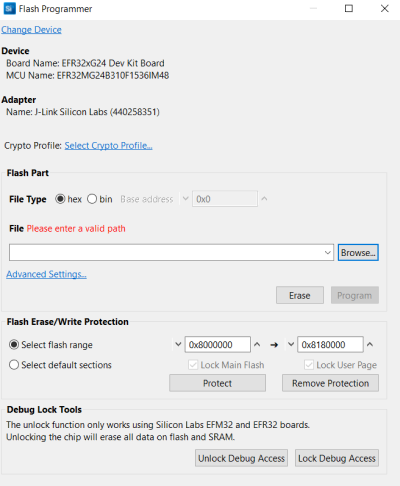 Si Flash Programmer
Change Device
Device
Board Name: EFR32xG24 Dev Kit Board
MCU Name: EFR32MG24B310F1536IM48
Adapter
Name: J-Link Silicon Labs (440258351)
Crypto Profile: Select Crypto Profile...
Flash Part
File Type hex bin Base address 0x0
File Please enter a valid path
Browse...
Advanced Settings...
Erase Program
Flash Erase/Write Protection
Select flash range 0x8000000 → 0x8180000
Select default sections Lock Main Flash Lock User Page
Protect Remove Protection
Debug Lock Tools
The unlock function only works using Silicon Labs EFM32 and EFR32 boards.
Unlocking the chip will erase all data on flash and SRAM.
Unlock Debug Access Lock Debug Access